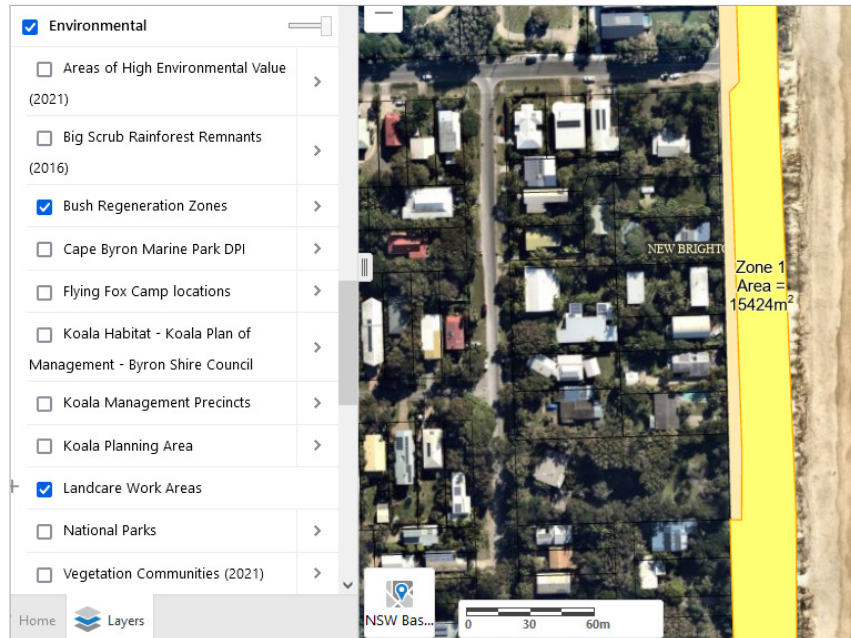 Environmental
Areas of High Environmental Value
(2021)
Big Scrub Rainforest Remnants
(2016)
Bush Regeneration Zones
Cape Byron Marine Park DPI
Flying Fox Camp locations
Koala Habitat - Koala Plan of
Management - Byron Shire Council
Koala Management Precincts
Koala Planning Area
Landcare Work Areas
National Parks
Vegetation Communities (2021)
Home
Layers
NEW BRIGHTO
Zone 1
Area =
15424m²
NSW Bas...
0 30 60m